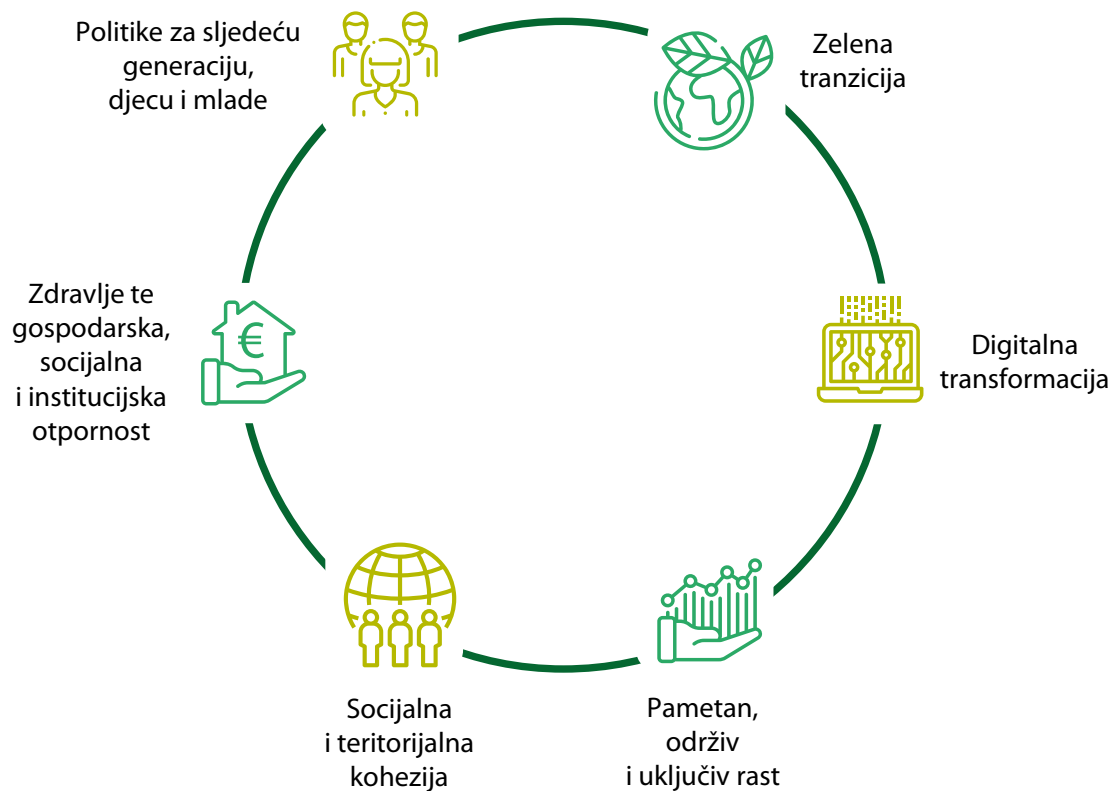 Politike za sljedeću
generaciju,
djecu i mlade
Zelena
tranzicija
Zdravlje te
gospodarska,
socijalna
i institucijska
otpornost
€
Digitalna
transformacija
Socijalna
i teritorijalna
kohezija
Pametan,
održiv
i uključiv rast